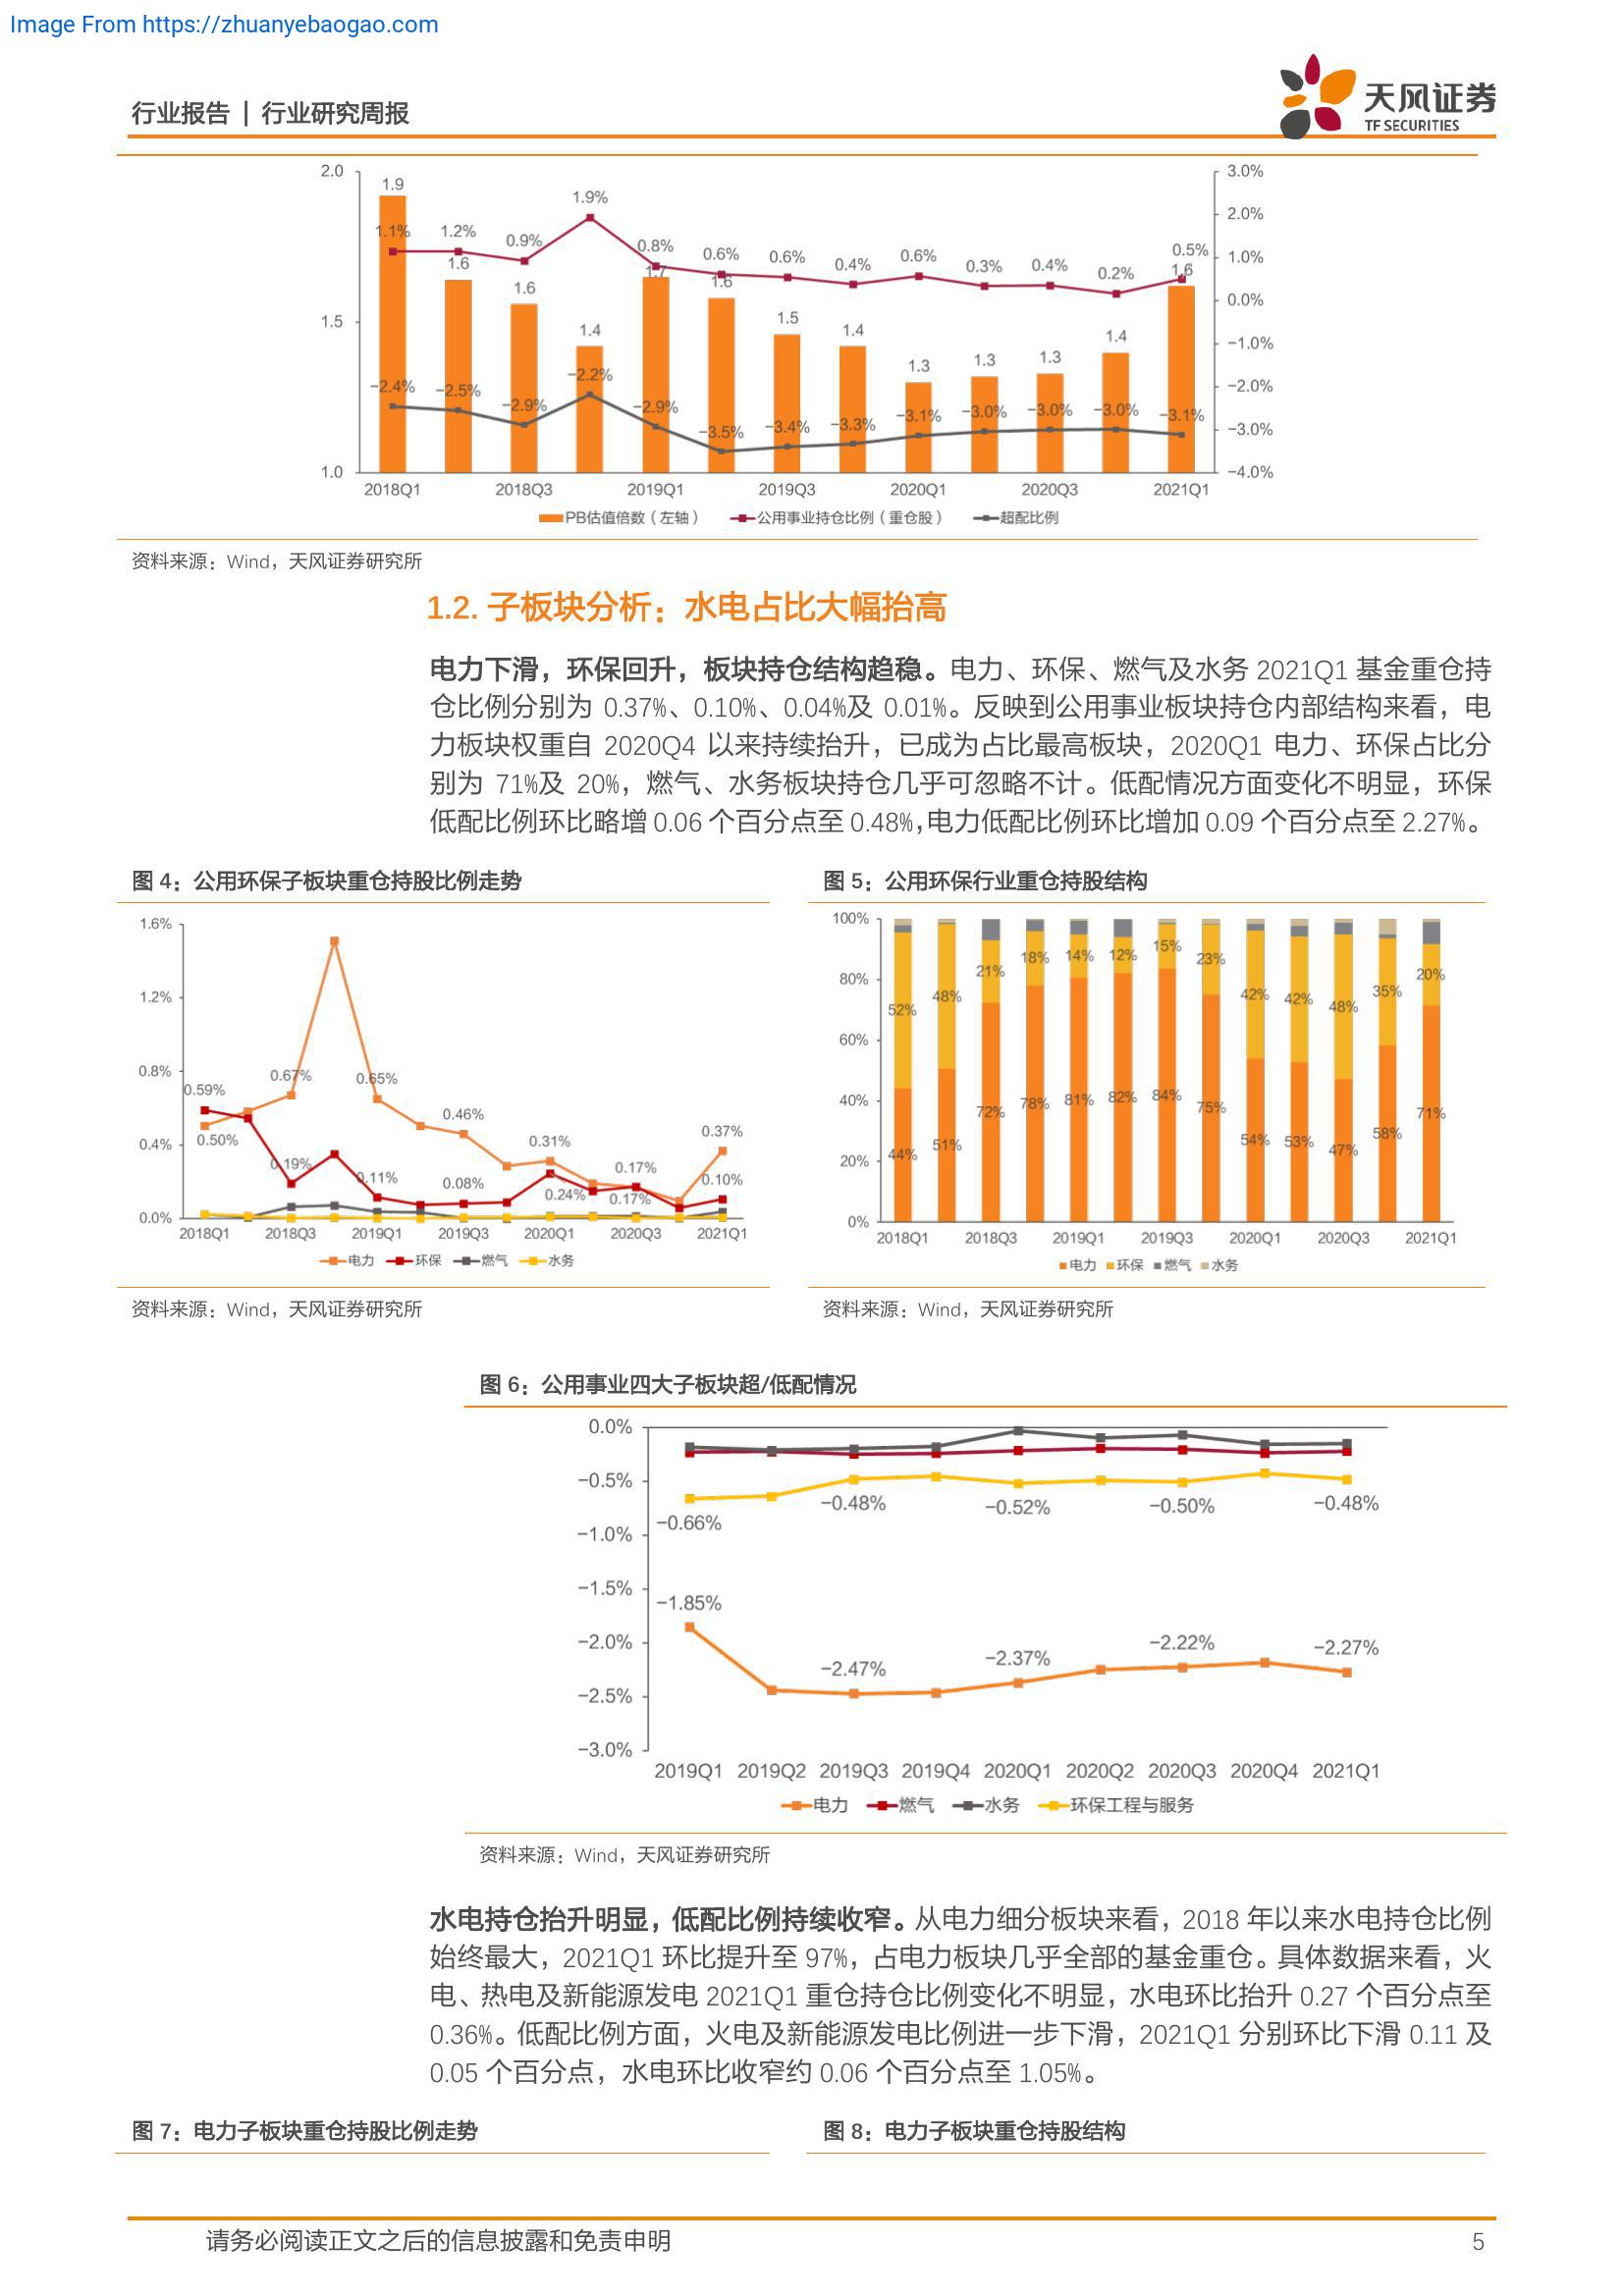 Image From https://zhuanyebaogao.com
行业报告 | 行业研究周报
天风证券
TF SECURITIES
2.0
1.5
1.0
3.0%
2.0%
1.0%
0.0%
−1.0%
−2.0%
−3.0%
−4.0%
1.9 1.6 1.6 1.4 1.7 1.6 1.5 1.4 1.3 1.3 1.3 1.4 1.6
1.1% 1.2% 0.9% 1.9% 0.8% 0.6% 0.6% 0.4% 0.6% 0.3% 0.4% 0.2% 0.5%
−2.4% −2.5% −2.9% −2.2% −2.9% −3.5% −3.4% −3.3% −3.1% −3.0% −3.0% −3.0% −3.1%
2018Q1 2018Q3 2019Q1 2019Q3 2020Q1 2020Q3 2021Q1
PB估值倍数（左轴） 公用事业持仓比例（重仓股） 超配比例
资料来源：Wind，天风证券研究所
1.2. 子板块分析：水电占比大幅抬高
电力下滑，环保回升，板块持仓结构趋稳。电力、环保、燃气及水务 2021Q1 基金重仓持
仓比例分别为 0.37%、0.10%、0.04%及 0.01%。反映到公用事业板块持仓内部结构来看，电
力板块权重自 2020Q4 以来持续抬升，已成为占比最高板块，2020Q1 电力、环保占比分
别为 71%及 20%，燃气、水务板块持仓几乎可忽略不计。低配情况方面变化不明显，环保
低配比例环比略增 0.06 个百分点至 0.48%，电力低配比例环比增加 0.09 个百分点至 2.27%。
图 4：公用环保子板块重仓持股比例走势
1.6%
1.2%
0.8%
0.4%
0.0%
0.50% 0.67% 0.65% 0.46% 0.31% 0.17% 0.37%
0.59% 0.19% 0.11% 0.08% 0.24% 0.17% 0.10%
2018Q1 2018Q3 2019Q1 2019Q3 2020Q1 2020Q3 2021Q1
电力 环保 燃气 水务
资料来源：Wind，天风证券研究所
图 5：公用环保行业重仓持股结构
100%
80%
60%
40%
20%
0%
52% 48% 21% 18% 14% 12% 15% 23% 42% 42% 48% 35% 20%
44% 51% 72% 78% 81% 82% 84% 75% 54% 53% 47% 58% 71%
2018Q1 2018Q3 2019Q1 2019Q3 2020Q1 2020Q3 2021Q1
电力 环保 燃气 水务
资料来源：Wind，天风证券研究所
图 6：公用事业四大子板块超/低配情况
0.0%
−0.5%
−1.0%
−1.5%
−2.0%
−2.5%
−3.0%
−0.66% −0.48% −0.52% −0.50% −0.48%
−1.85% −2.47% −2.37% −2.22% −2.27%
2019Q1 2019Q2 2019Q3 2019Q4 2020Q1 2020Q2 2020Q3 2020Q4 2021Q1
电力 燃气 水务 环保工程与服务
资料来源：Wind，天风证券研究所
水电持仓抬升明显，低配比例持续收窄。从电力细分板块来看，2018 年以来水电持仓比例
始终最大，2021Q1 环比提升至 97%，占电力板块几乎全部的基金重仓。具体数据来看，火
电、热电及新能源发电 2021Q1 重仓持仓比例变化不明显，水电环比抬升 0.27 个百分点至
0.36%。低配比例方面，火电及新能源发电比例进一步下滑，2021Q1 分别环比下滑 0.11 及
0.05 个百分点，水电环比收窄约 0.06 个百分点至 1.05%。
图 7：电力子板块重仓持股比例走势
图 8：电力子板块重仓持股结构
请务必阅读正文之后的信息披露和免责申明
5